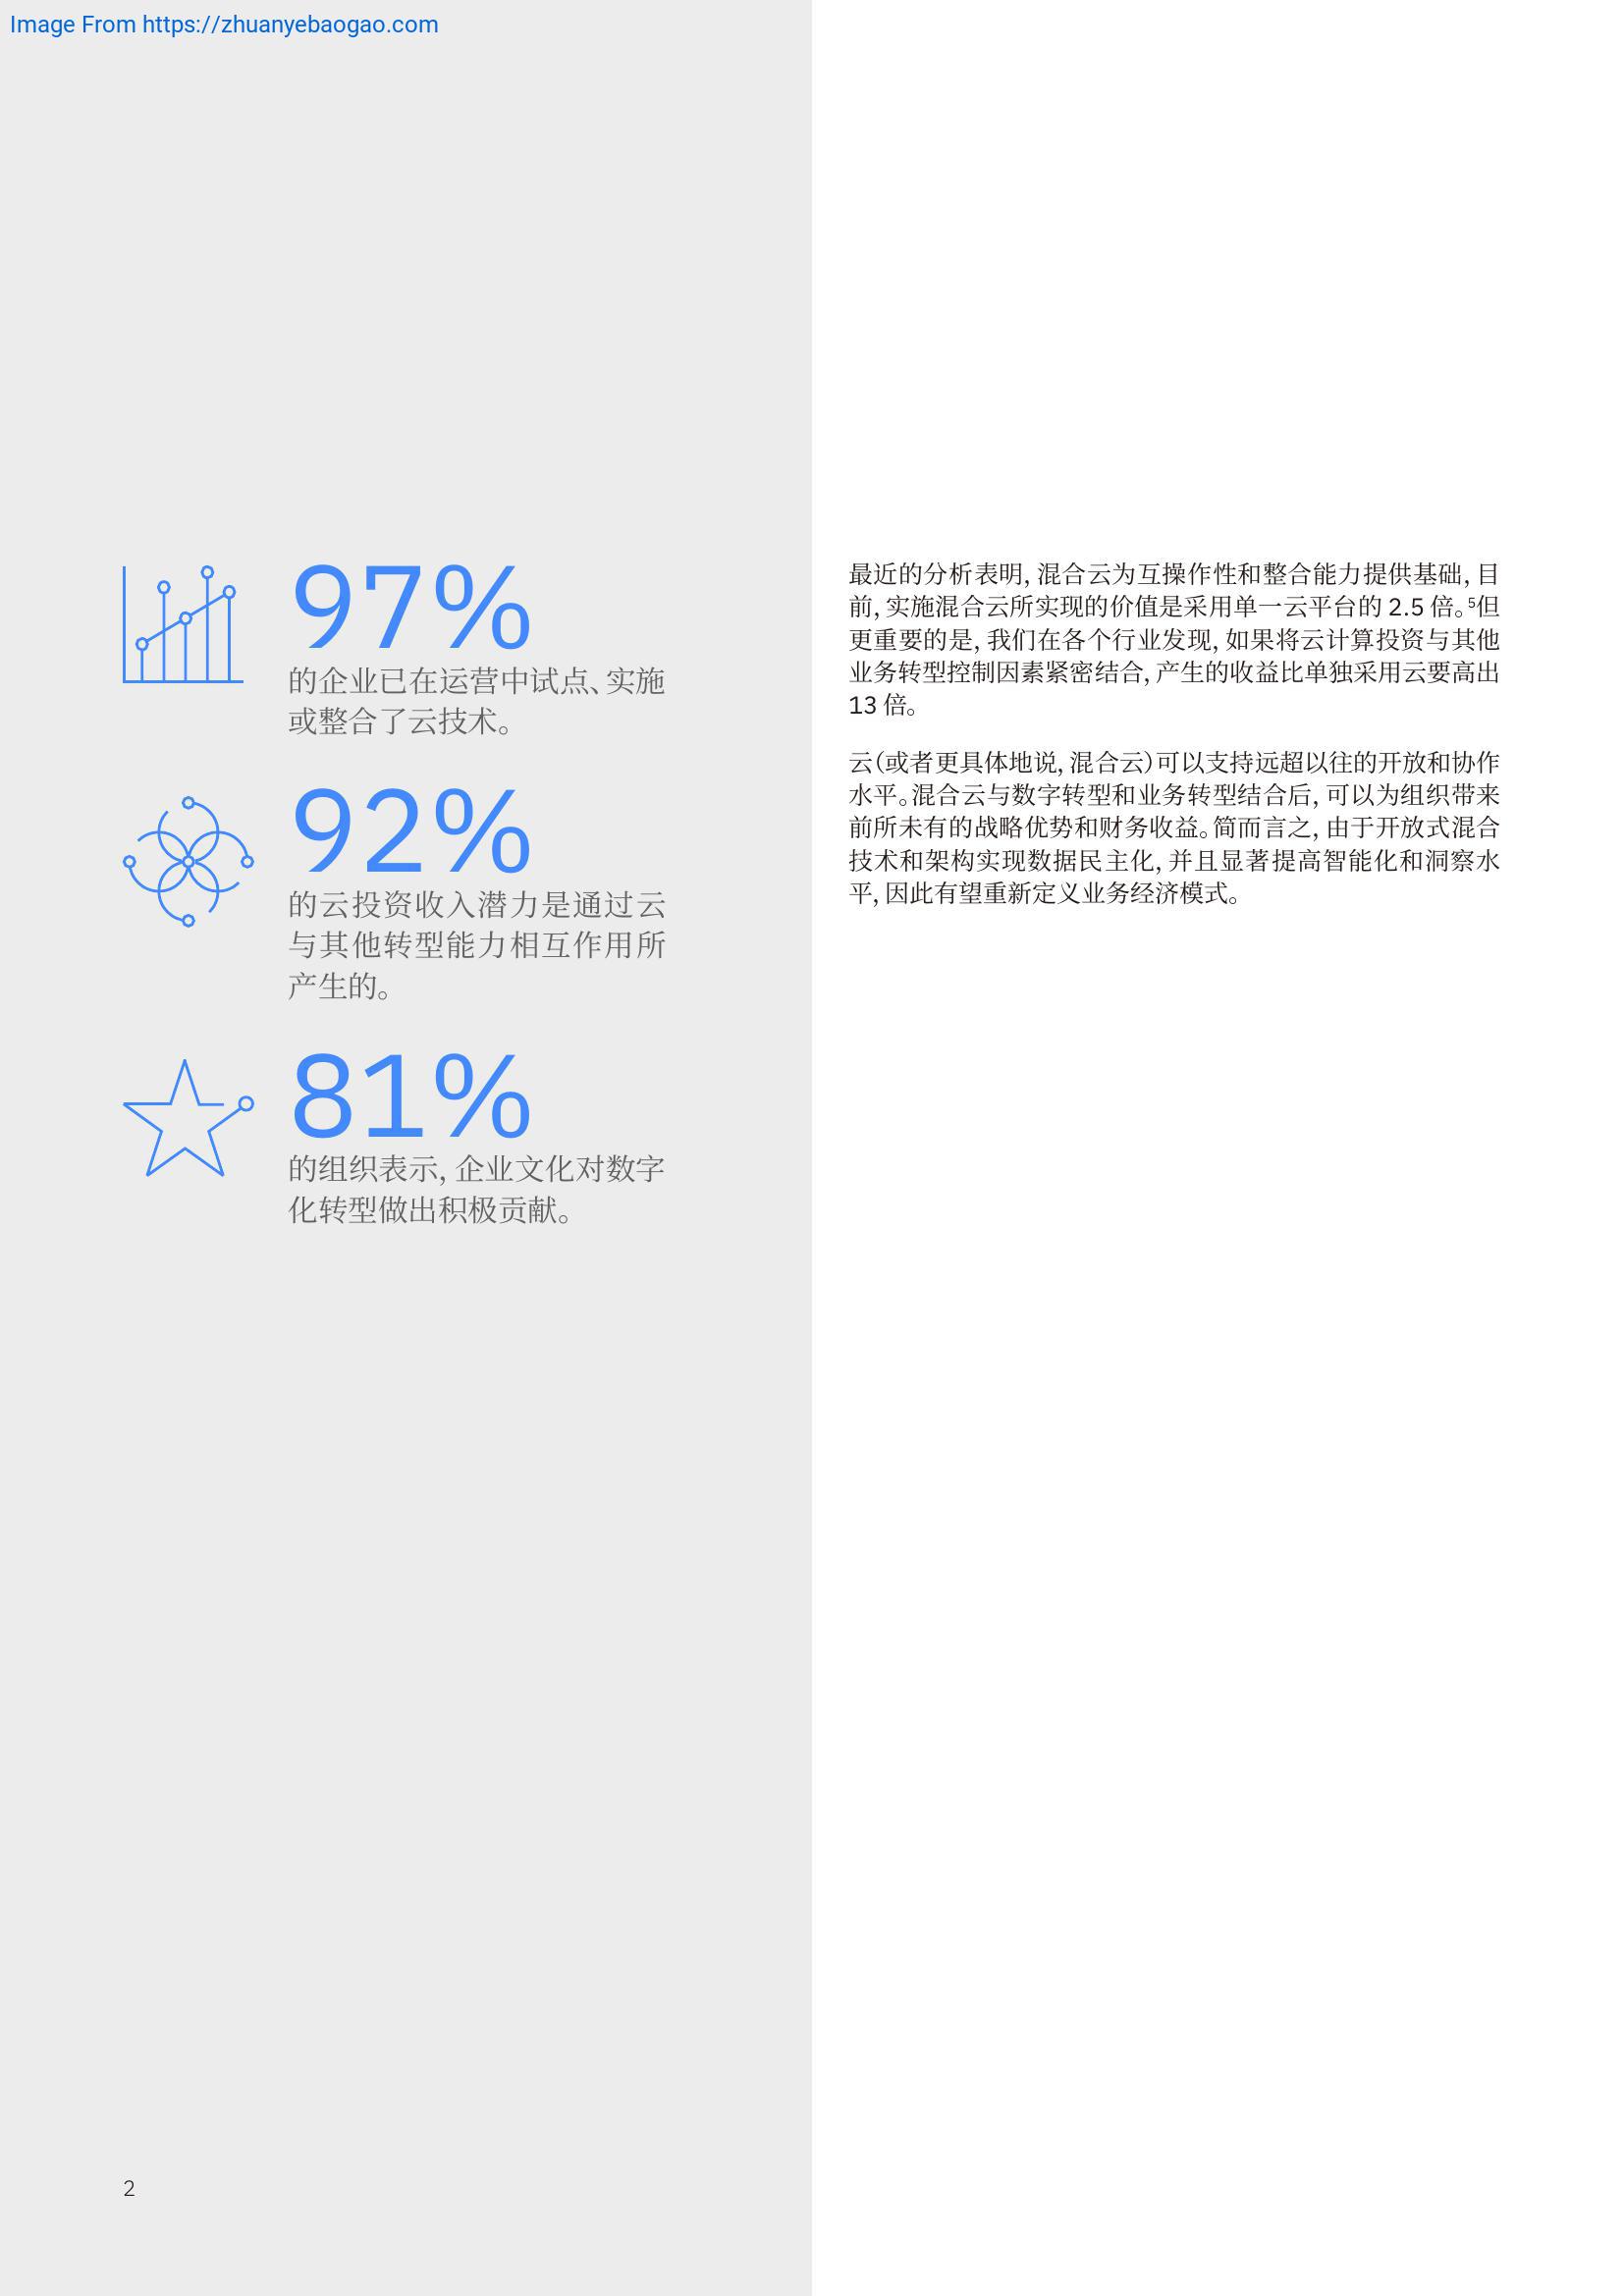 Image From https://zhuanyebaogao.com
97%
的企业已在运营中试点、实施
或整合了云技术。
92%
的云投资收入潜力是通过云
与其他转型能力相互作用所
产生的。
81%
的组织表示,企业文化对数字
化转型做出积极贡献。
最近的分析表明,混合云为互操作性和整合能力提供基础,目
前,实施混合云所实现的价值是采用单一云平台的 2.5 倍。⁵但
更重要的是,我们在各个行业发现,如果将云计算投资与其他
业务转型控制因素紧密结合,产生的收益比单独采用云要高出
13 倍。
云(或者更具体地说,混合云)可以支持远超以往的开放和协作
水平。混合云与数字转型和业务转型结合后,可以为组织带来
前所未有的战略优势和财务收益。简而言之,由于开放式混合
技术和架构实现数据民主化,并且显著提高智能化和洞察水
平,因此有望重新定义业务经济模式。
2